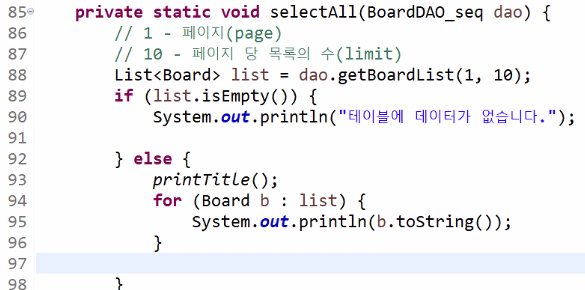 85 private static void selectAll(BoardDAO_seq dao) {
86 // 1 - 페이지(page)
87 // 10 - 페이지 당 목록의 수(limit)
88 List<Board> list = dao.getBoardList(1, 10);
89 if (list.isEmpty()) {
90 System.out.println("테이블에 데이터가 없습니다.");
91
92 } else {
93 printTitle();
94 for (Board b : list) {
95 System.out.println(b.toString());
96 }
97
98 }